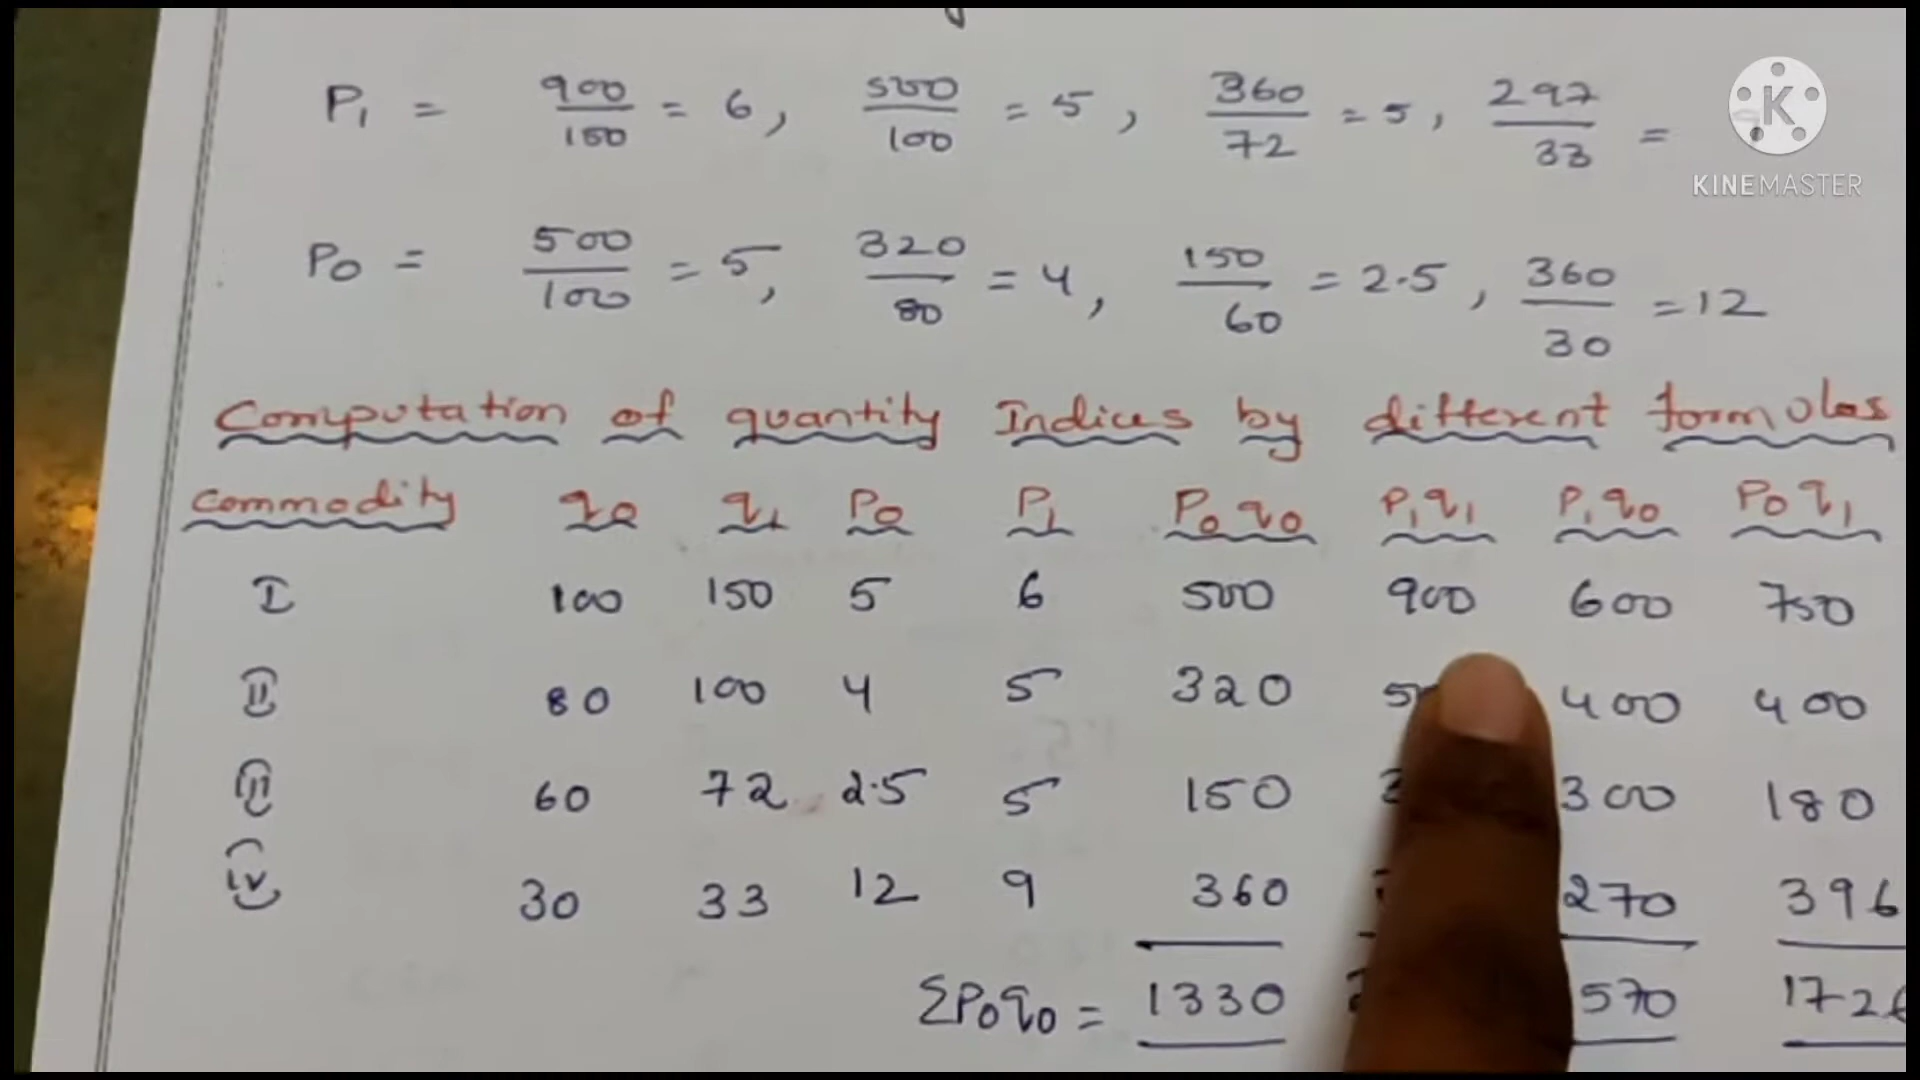 P₁ = 900/150 = 6, 500/100 = 5, 360/72 = 5, 297/33 =
KINEMASTER
P₀ = 500/100 = 5, 320/80 = 4, 150/60 = 2.5, 360/30 = 12
Computation of quantity Indices by different formulas
Commodity q₀ q₁ P₀ P₁ P₀q₀ P₁q₁ P₁q₀ P₀q₁
I 100 150 5 6 500 900 600 750
II 80 100 4 5 320 400 400
III 60 72 2.5 5 150 300 180
IV 30 33 12 9 360 270 396
ΣP₀q₀ = 1330 570